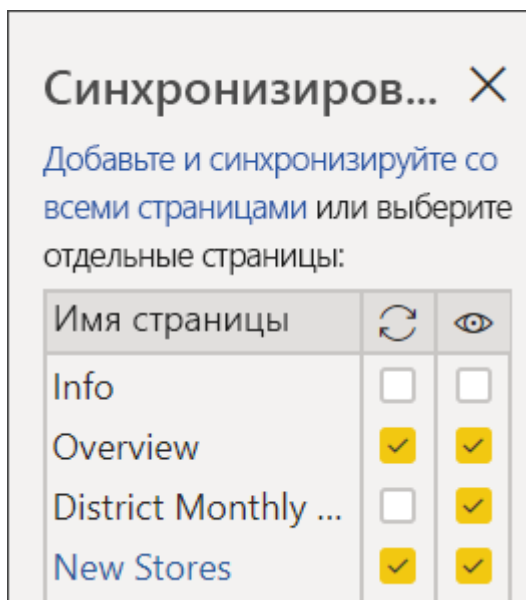 Синхронизиров...
Добавьте и синхронизируйте со
всеми страницами или выберите
отдельные страницы:
Имя страницы
Info
Overview
District Monthly ...
New Stores